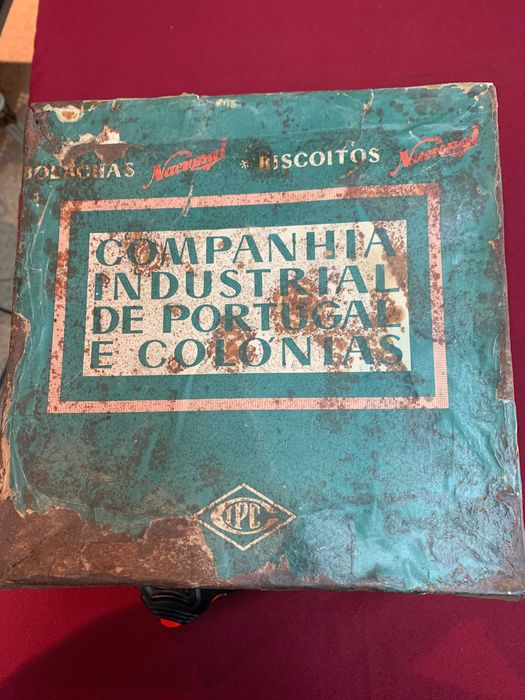 BOLACHAS Nacional * BISCOITOS Nacional
COMPANHIA
INDUSTRIAL
DE PORTUGAL
E COLÓNIAS
CIPC